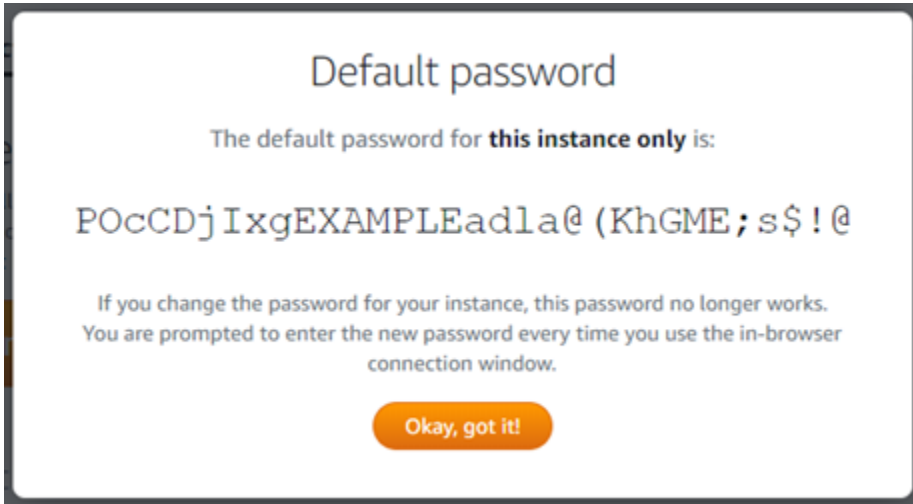 Default password
The default password for this instance only is:
POcCDjIxgEXAMPLEadla@(KhGME;s$!@
If you change the password for your instance, this password no longer works.
You are prompted to enter the new password every time you use the in-browser
connection window.
Okay, got it!